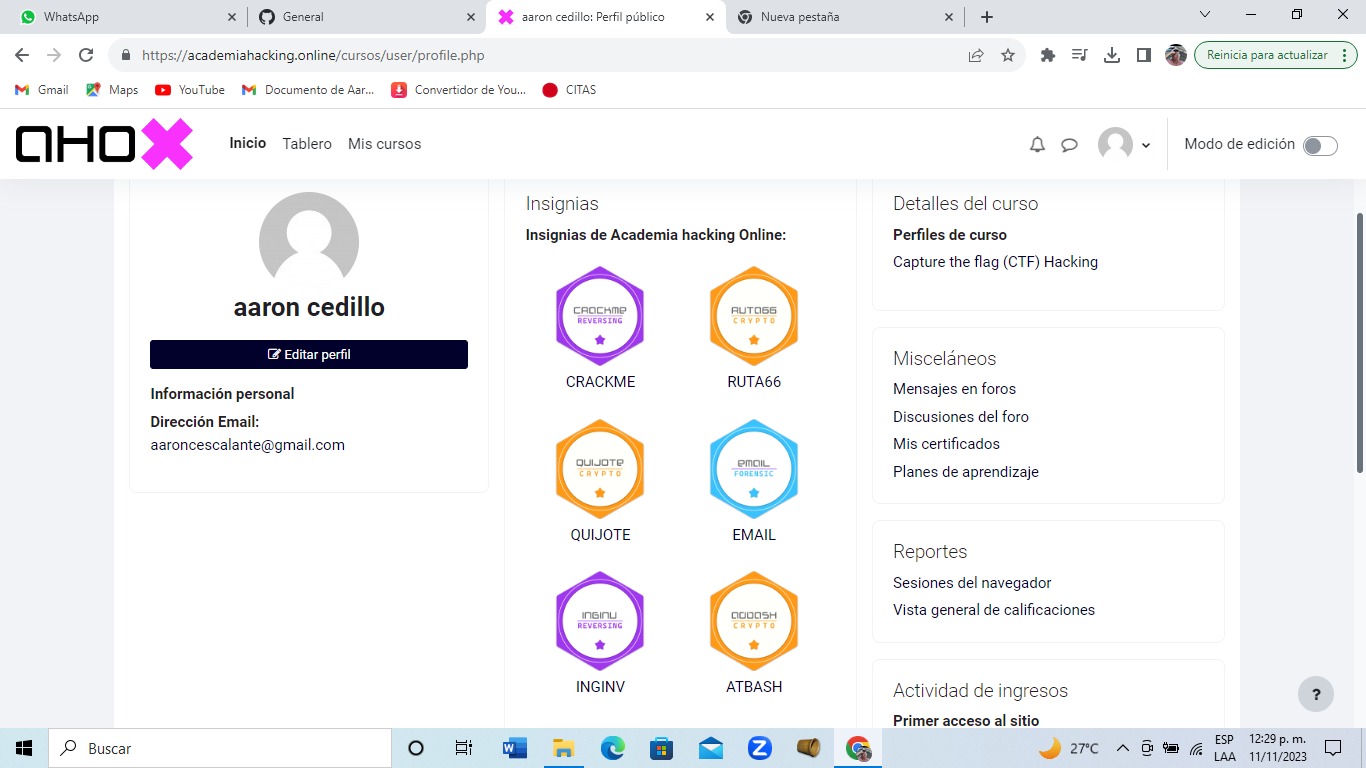 WhatsApp
General
aaron cedillo: Perfil público
Nueva pestaña
https://academiahacking.online/cursos/user/profile.php
Reinicia para actualizar
Gmail
Maps
YouTube
Documento de Aar...
Convertidor de You...
CITAS
AHOX
Inicio
Tablero
Mis cursos
Modo de edición
aaron cedillo
Editar perfil
Información personal
Dirección Email:
aaroncescalante@gmail.com
Insignias
Insignias de Academia hacking Online:
CRACKME
REVERSING
CRACKME
RUTA66
CRYPTO
RUTA66
QUIJOTE
CRYPTO
QUIJOTE
EMAIL
FORENSIC
EMAIL
INGINV
REVERSING
INGINV
CRYPTO
ATBASH
Detalles del curso
Perfiles de curso
Capture the flag (CTF) Hacking
Misceláneos
Mensajes en foros
Discusiones del foro
Mis certificados
Planes de aprendizaje
Reportes
Sesiones del navegador
Vista general de calificaciones
Actividad de ingresos
Primer acceso al sitio
?
Buscar
27°C
ESP
LAA
12:29 p. m.
11/11/2023